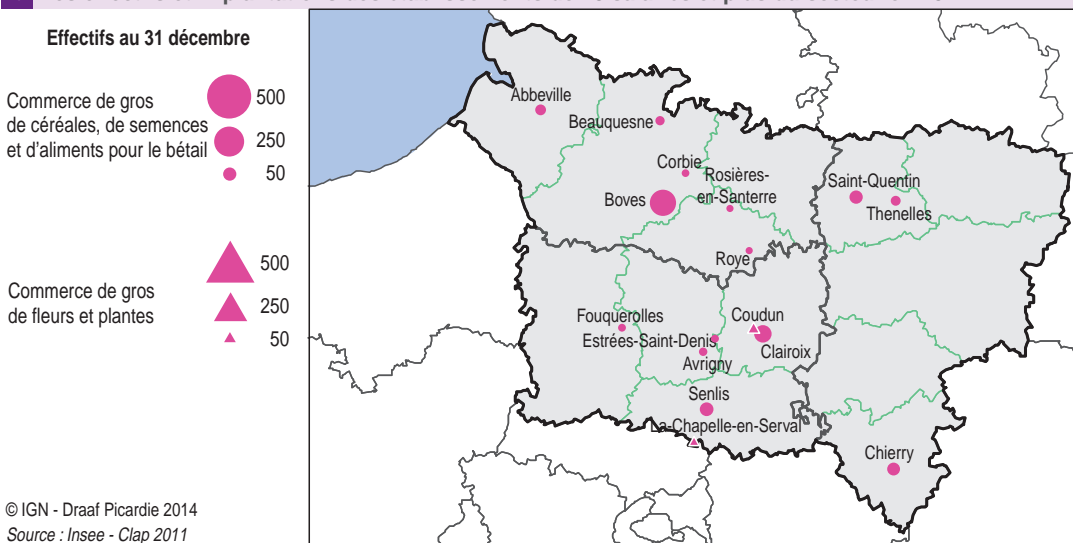 Effectifs au 31 décembre
Commerce de gros
de céréales, de semences
et d'aliments pour le bétail
500
250
50
Commerce de gros
de fleurs et plantes
500
250
50
Abbeville
Beauquesne
Corbie
Rosières-
en-Santerre
Boves
Saint-Quentin
Thenelles
Roye
Fouquerolles
Coudun
Estrées-Saint-Denis
Clairoix
Avrigny
Senlis
La-Chapelle-en-Serval
Chierry
© IGN - Draaf Picardie 2014
Source : Insee - Clap 2011